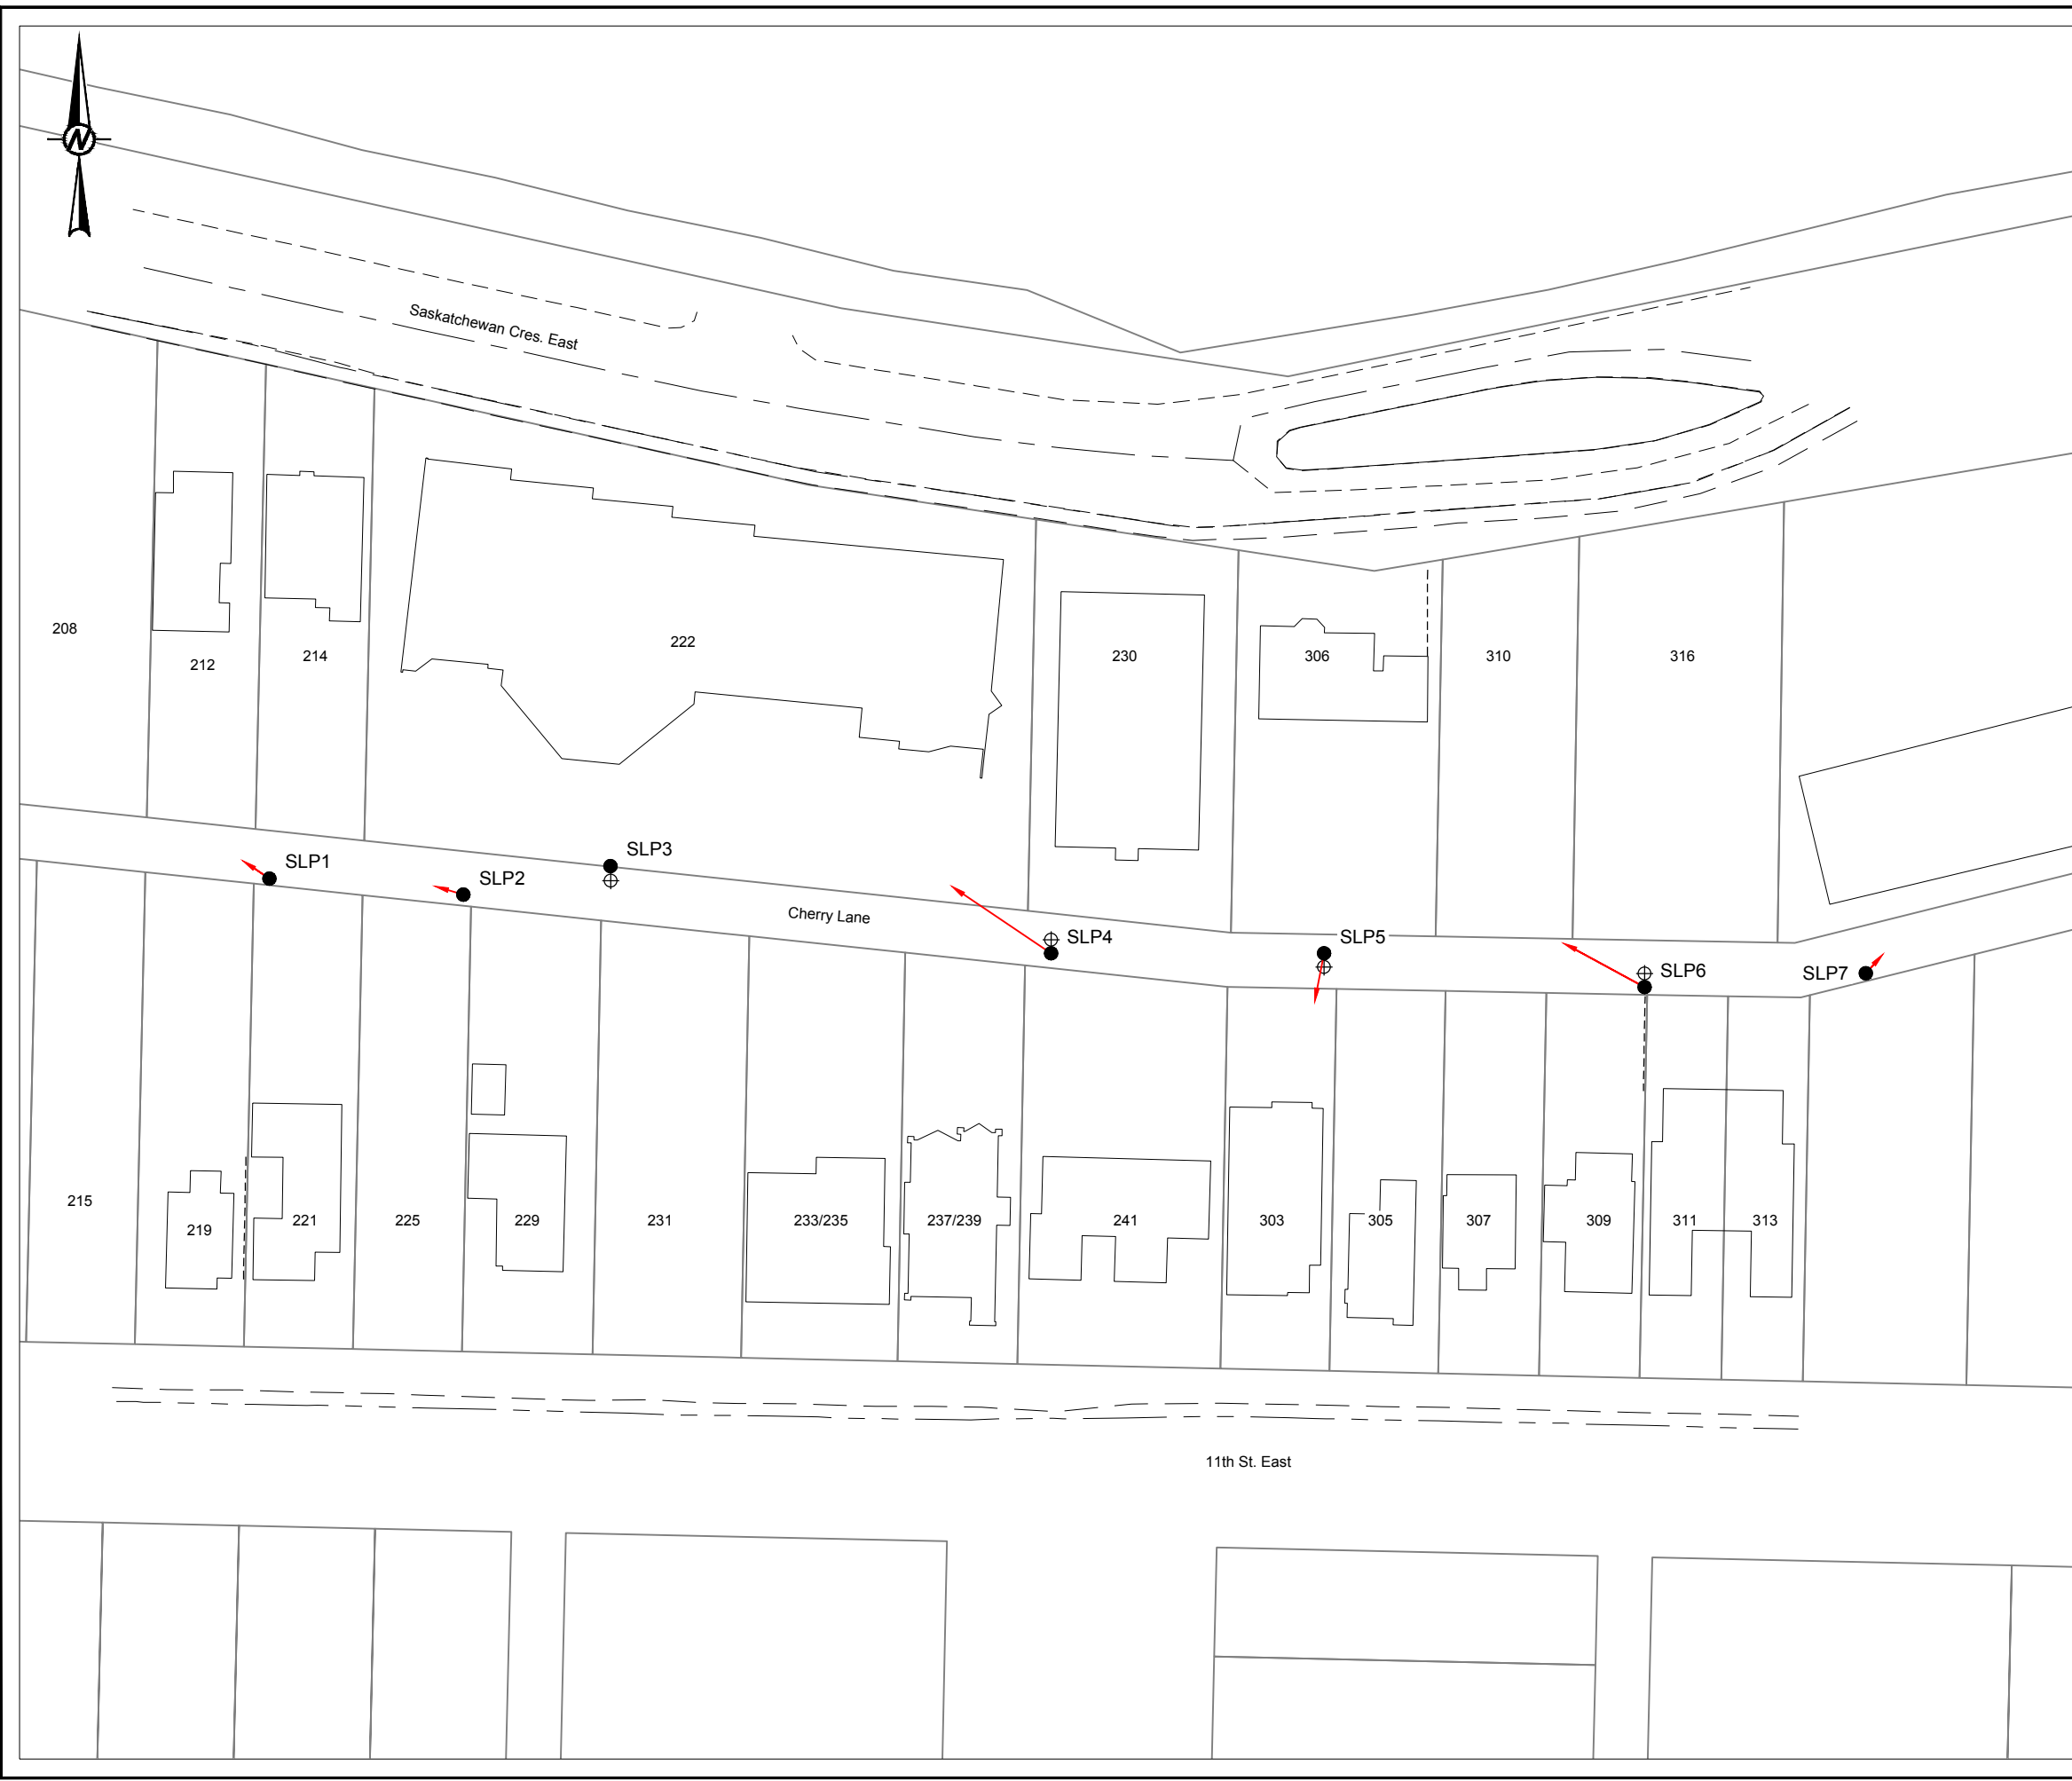 N
Saskatchewan Cres. East
208
212
214
222
230
306
310
316
SLP1
SLP2
SLP3
Cherry Lane
SLP4
SLP5
SLP6
SLP7
215
219
221
225
229
231
233/235
237/239
241
303
305
307
309
311
313
11th St. East